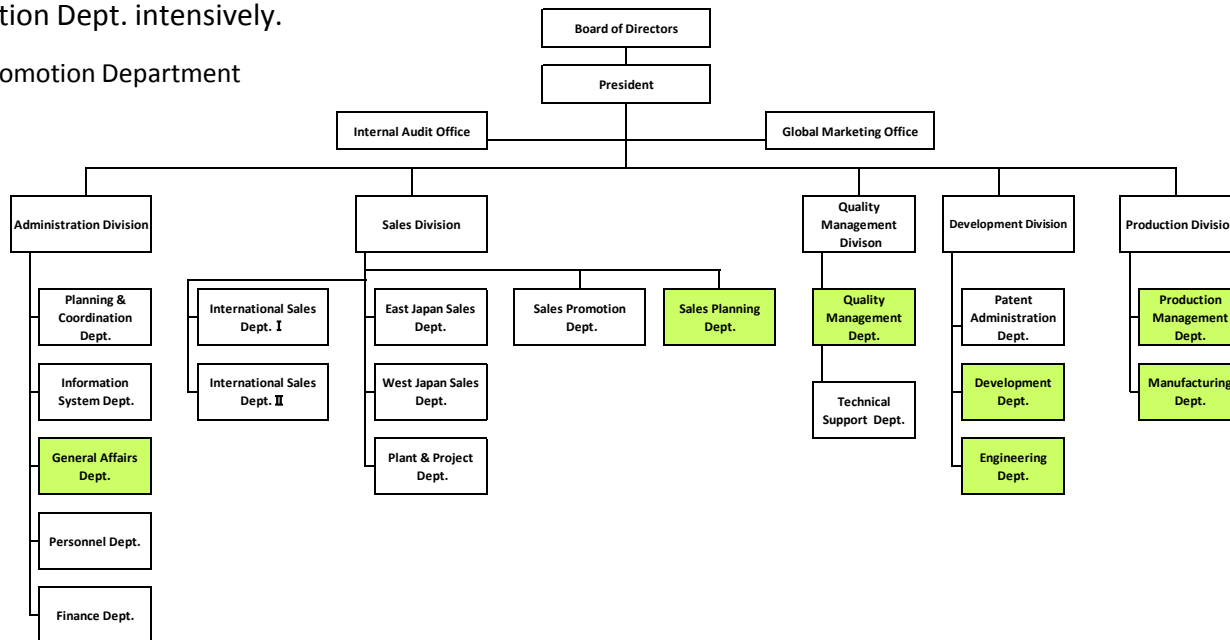 tion Dept. intensively.
omotion Department
Board of Directors
President
Internal Audit Office
Global Marketing Office
Administration Division
Sales Division
Quality
Management
Divison
Development Division
Production Divisio
Planning &
Coordination
Dept.
International Sales
Dept. Ⅰ
East Japan Sales
Dept.
Sales Promotion
Dept.
Sales Planning
Dept.
Quality
Management
Dept.
Patent
Administration
Dept.
Production
Management
Dept.
Information
System Dept.
International Sales
Dept. Ⅱ
West Japan Sales
Dept.
Technical
Support Dept.
Development
Dept.
Manufacturing
Dept.
General Affairs
Dept.
Plant & Project
Dept.
Engineering
Dept.
Personnel Dept.
Finance Dept.